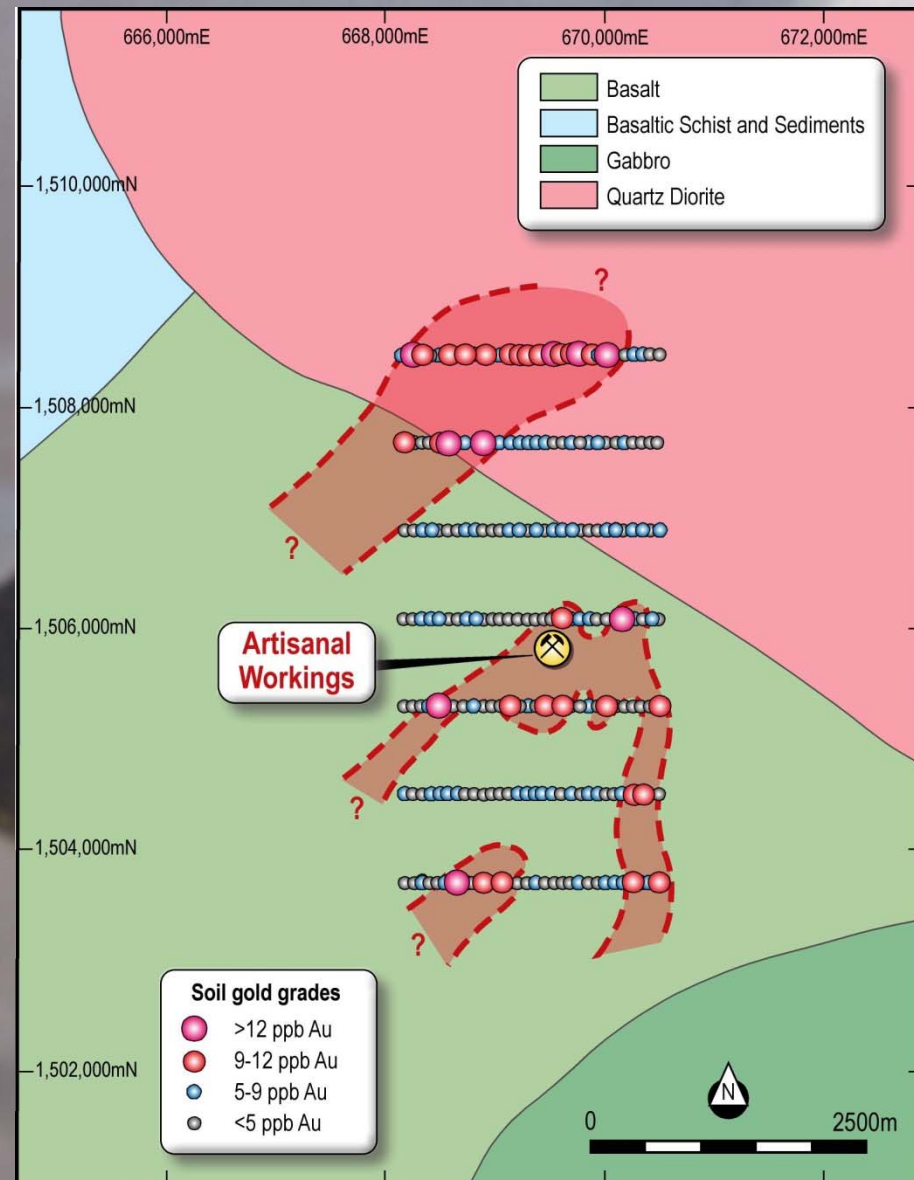 666,000mE
668,000mE
670,000mE
672,000mE
Basalt
Basaltic Schist and Sediments
Gabbro
Quartz Diorite
1,510,000mN
?
1,508,000mN
?
1,506,000mN
Artisanal
Workings
?
1,504,000mN
?
Soil gold grades
>12 ppb Au
9-12 ppb Au
5-9 ppb Au
<5 ppb Au
1,502,000mN
N
0
2500m